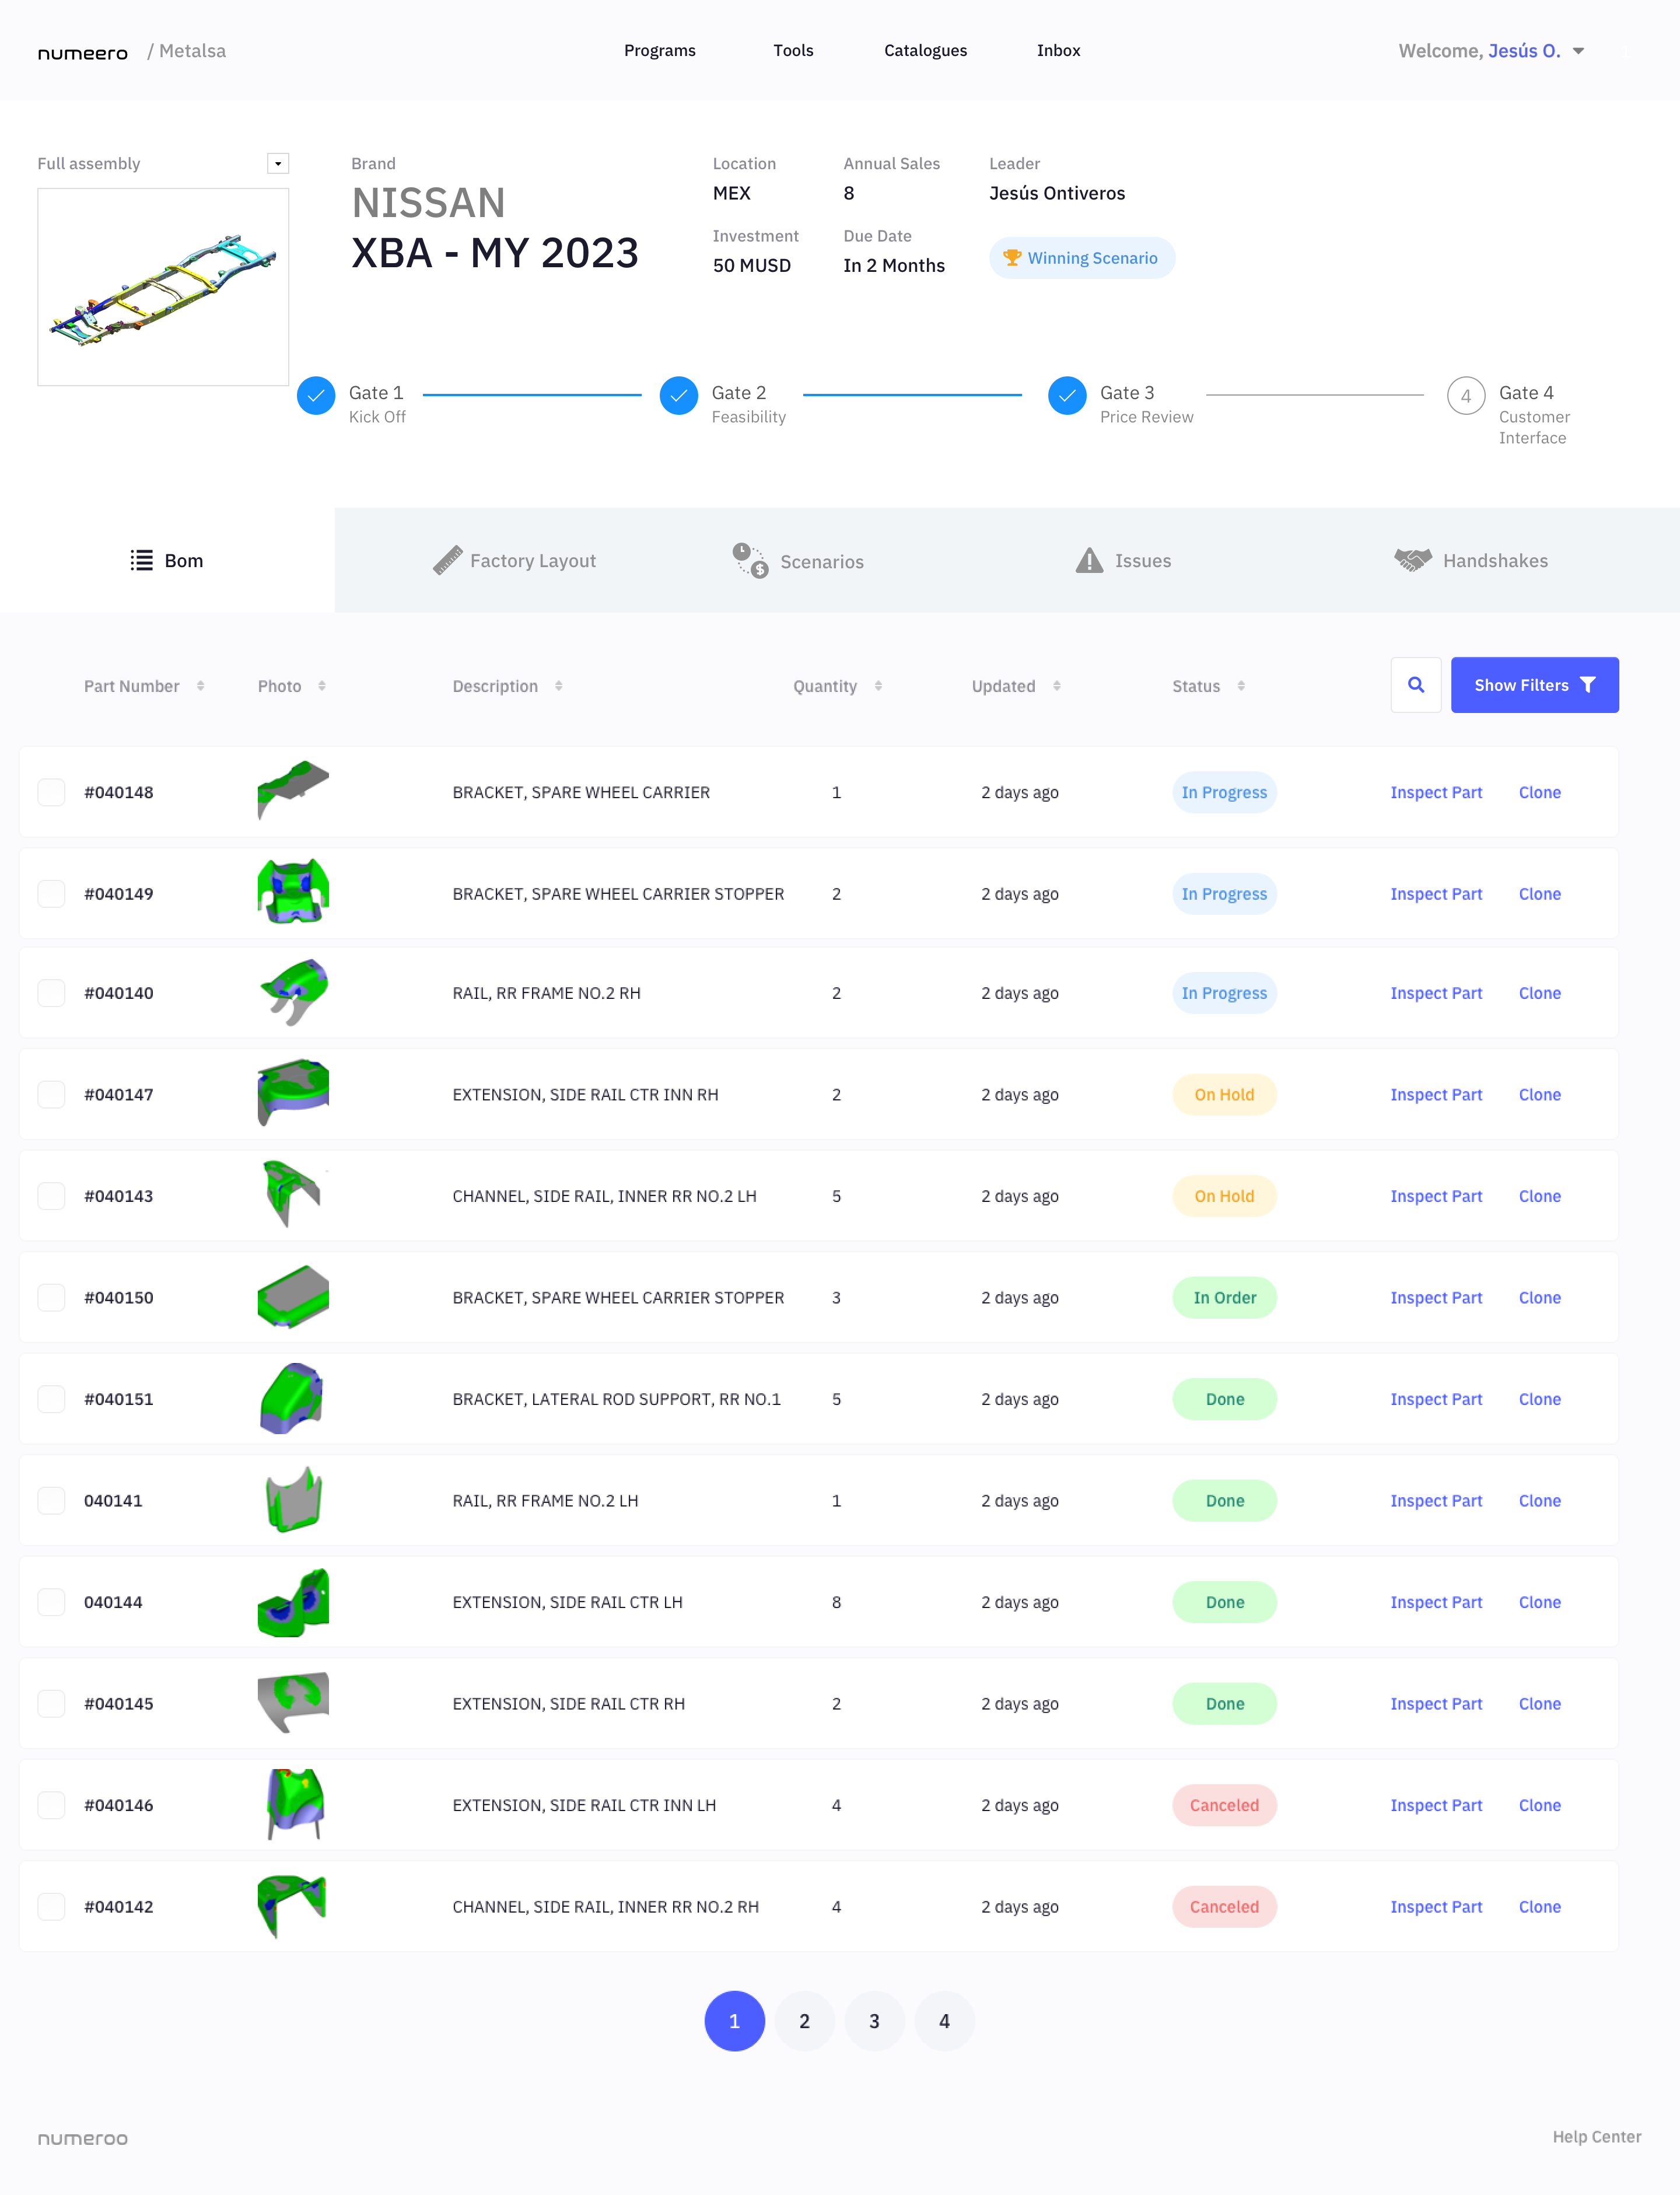 numeero / Metalsa Programs Tools Catalogues Inbox Welcome, Jesús O.
Full assembly
Brand
NISSAN
XBA - MY 2023
Location Annual Sales Leader
MEX 8 Jesús Ontiveros
Investment Due Date
50 MUSD In 2 Months
Winning Scenario
Gate 1
Kick Off
Gate 2
Feasibility
Gate 3
Price Review
4
Gate 4
Customer
Interface
Bom Factory Layout Scenarios Issues Handshakes
Part Number Photo Description Quantity Updated Status Show Filters
#040148 BRACKET, SPARE WHEEL CARRIER 1 2 days ago In Progress Inspect Part Clone
#040149 BRACKET, SPARE WHEEL CARRIER STOPPER 2 2 days ago In Progress Inspect Part Clone
#040140 RAIL, RR FRAME NO.2 RH 2 2 days ago In Progress Inspect Part Clone
#040147 EXTENSION, SIDE RAIL CTR INN RH 2 2 days ago On Hold Inspect Part Clone
#040143 CHANNEL, SIDE RAIL, INNER RR NO.2 LH 5 2 days ago On Hold Inspect Part Clone
#040150 BRACKET, SPARE WHEEL CARRIER STOPPER 3 2 days ago In Order Inspect Part Clone
#040151 BRACKET, LATERAL ROD SUPPORT, RR NO.1 5 2 days ago Done Inspect Part Clone
040141 RAIL, RR FRAME NO.2 LH 1 2 days ago Done Inspect Part Clone
040144 EXTENSION, SIDE RAIL CTR LH 8 2 days ago Done Inspect Part Clone
#040145 EXTENSION, SIDE RAIL CTR RH 2 2 days ago Done Inspect Part Clone
#040146 EXTENSION, SIDE RAIL CTR INN LH 4 2 days ago Canceled Inspect Part Clone
#040142 CHANNEL, SIDE RAIL, INNER RR NO.2 RH 4 2 days ago Canceled Inspect Part Clone
1 2 3 4
numeroo Help Center